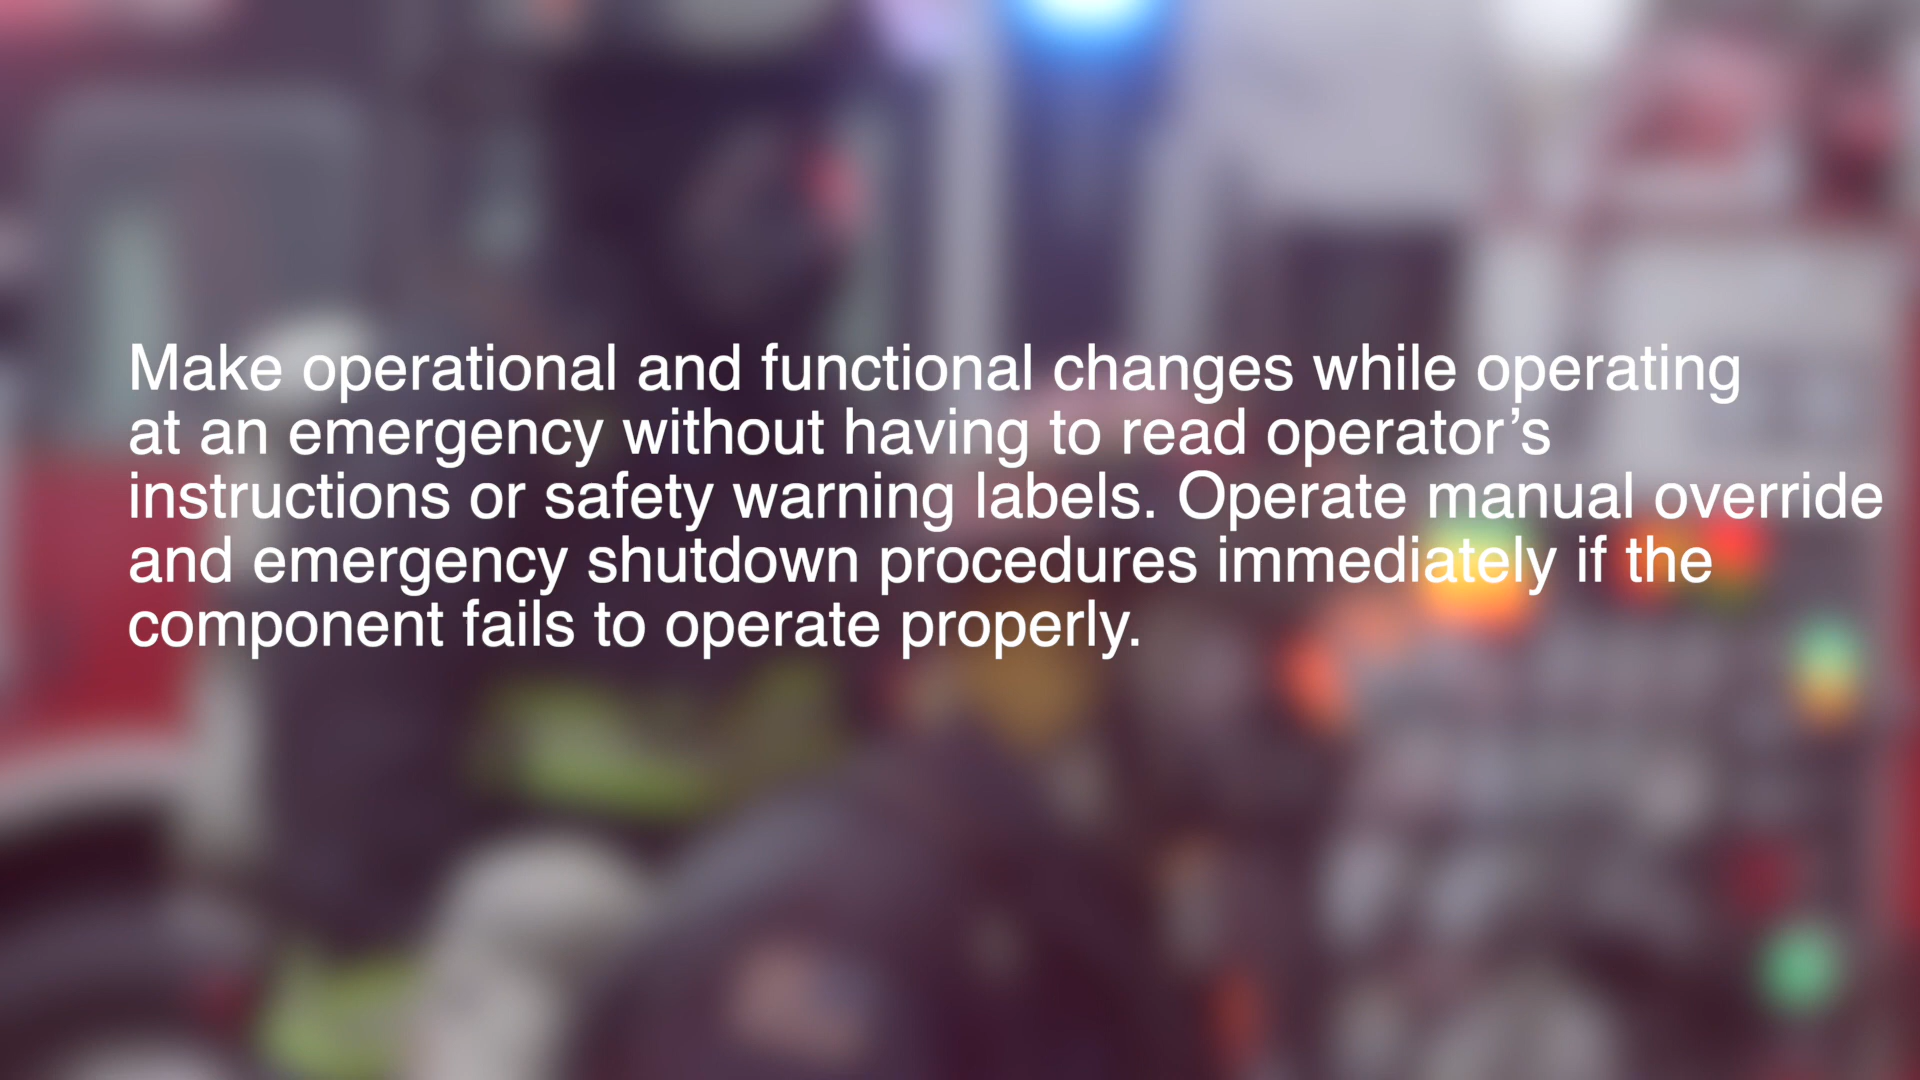 Make operational and functional changes while operating
at an emergency without having to read operator’s
instructions or safety warning labels. Operate manual override
and emergency shutdown procedures immediately if the
component fails to operate properly.